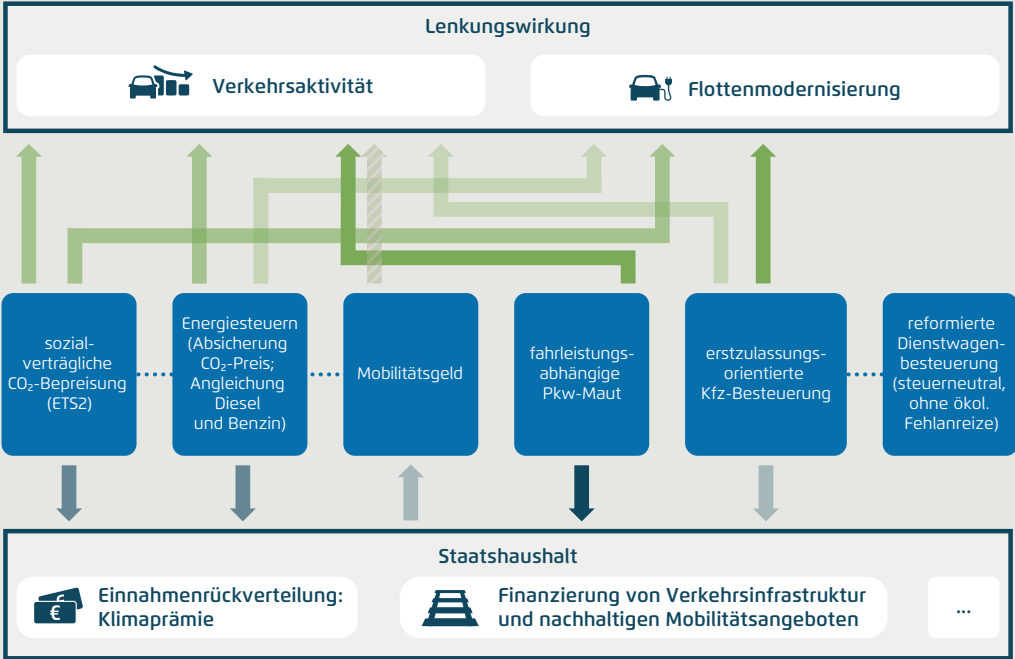 Lenkungswirkung
Verkehrsaktivität
Flottenmodernisierung
sozial-
verträgliche
CO₂-Bepreisung
(ETS2)
Energiesteuern
(Absicherung
CO₂-Preis;
Angleichung
Diesel
und Benzin)
Mobilitätsgeld
fahrleistungs-
abhängige
Pkw-Maut
erstzulassungs-
orientierte
Kfz-Besteuerung
reformierte
Dienstwagen-
besteuerung
(steuerneutral,
ohne ökol.
Fehlanreize)
Staatshaushalt
€
Einnahmenrückverteilung:
Klimaprämie
Finanzierung von Verkehrsinfrastruktur
und nachhaltigen Mobilitätsangeboten
...